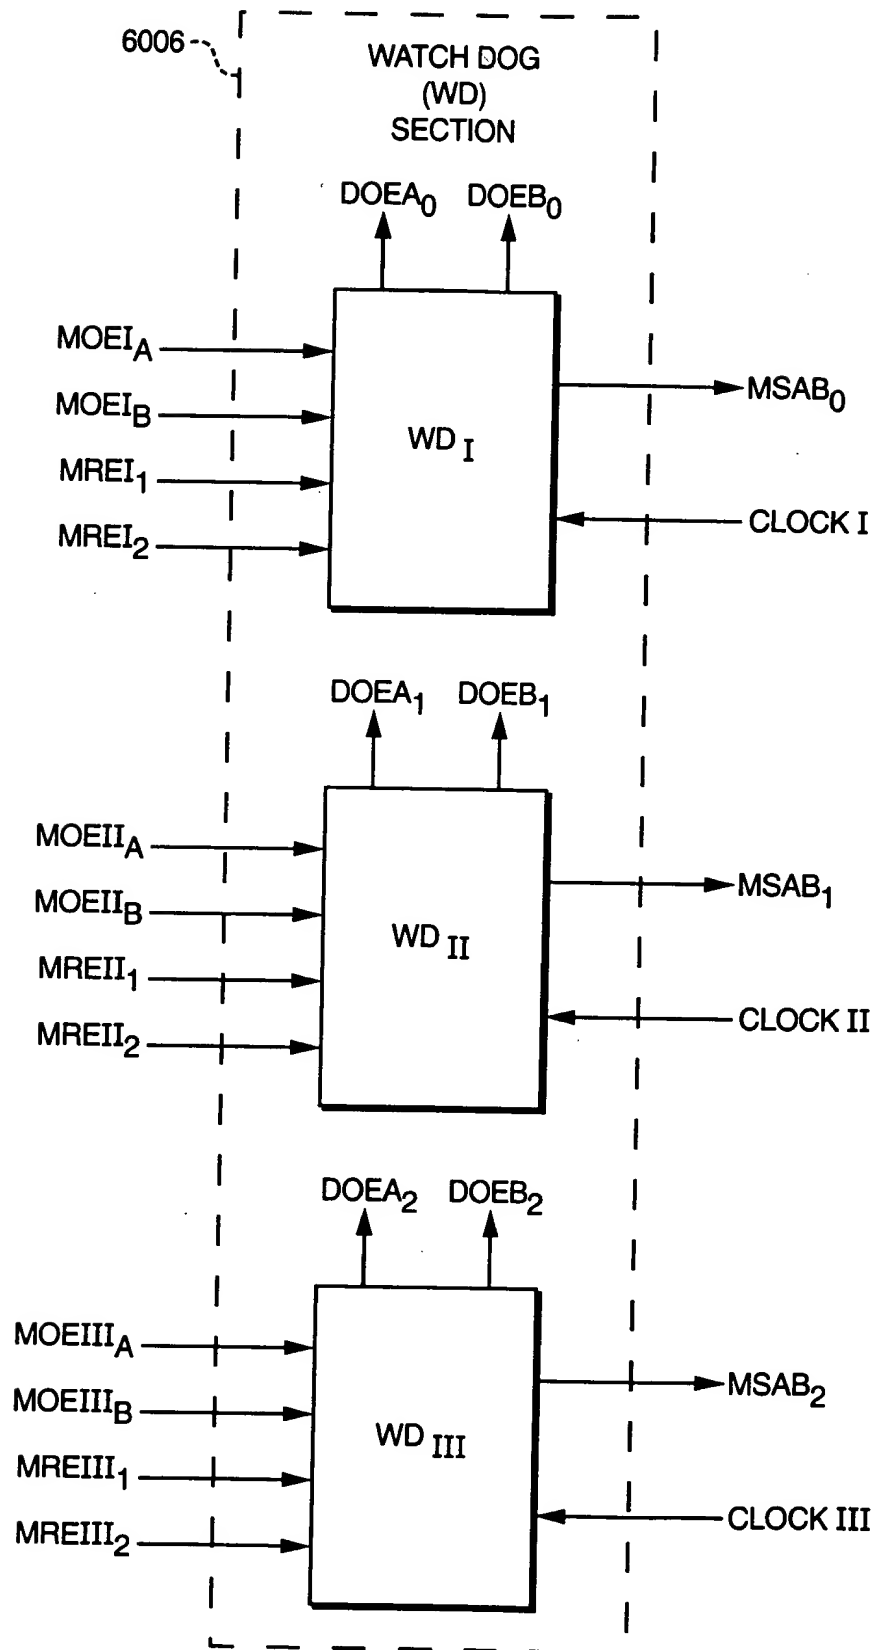 6006
WATCH DOG
(WD)
SECTION
DOEA0 DOEB0
MOEIA
MOEIB
MREI1
MREI2
WD I
MSAB0
CLOCK I
DOEA1 DOEB1
MOEIIA
MOEIIB
MREII1
MREII2
WD II
MSAB1
CLOCK II
DOEA2 DOEB2
MOEIIIA
MOEIIIB
MREIII1
MREIII2
WD III
MSAB2
CLOCK III